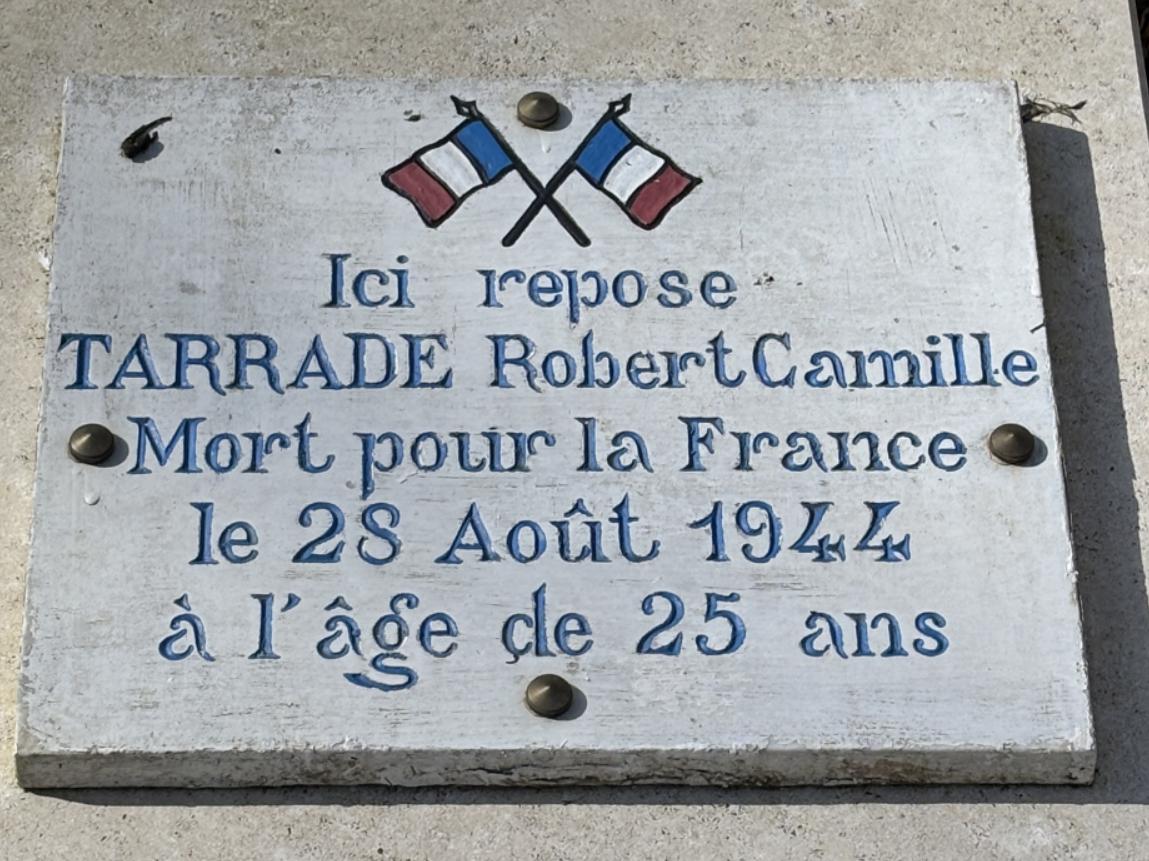 Ici repose
TARRADE Robert Camille
Mort pour la France
le 28 Août 1944
à l'âge de 25 ans